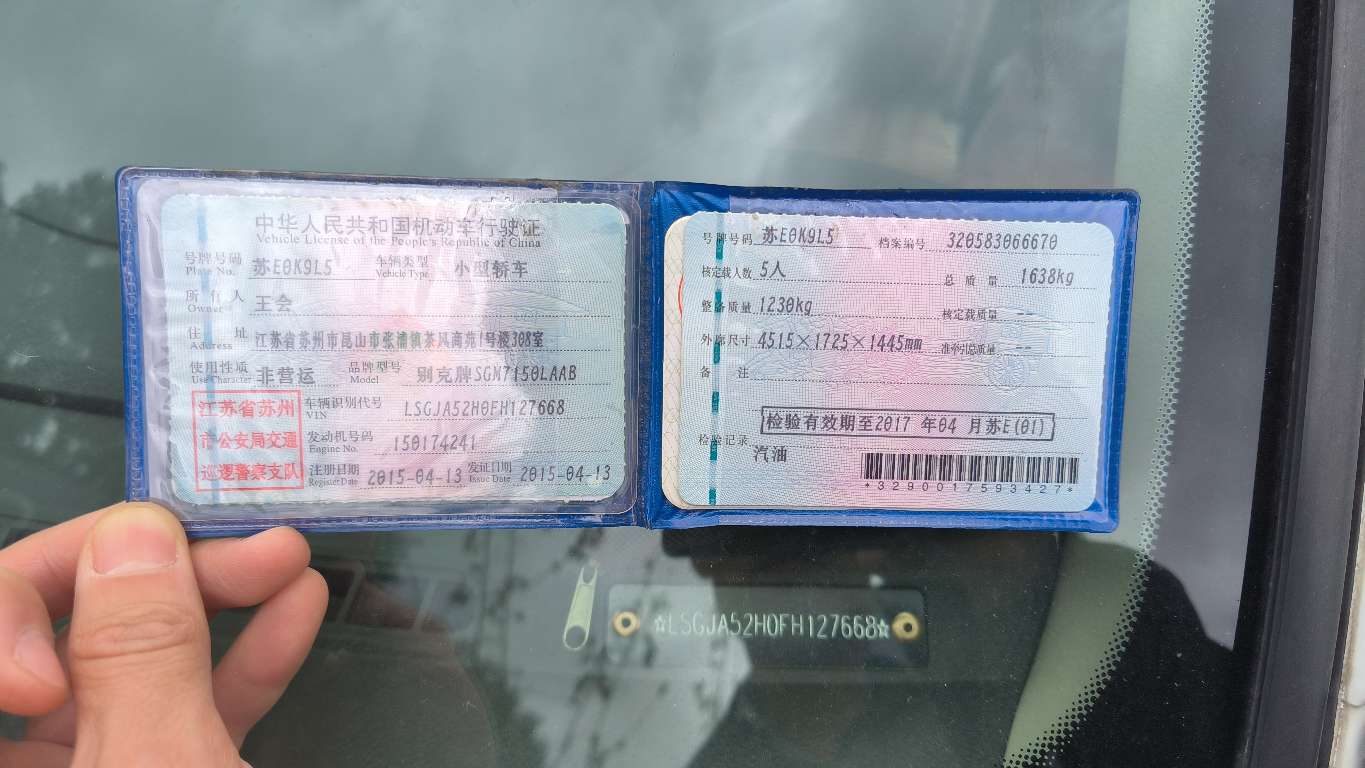 中华人民共和国机动车行驶证
Vehicle License of the People's Republic of China
号牌号码 苏E0K9L5 车辆类型 小型轿车
Plate No. Vehicle Type
所有人 王会
Owner
住址 江苏省苏州市昆山市张浦镇茶风商苑1号楼308室
Address
使用性质 非营运 品牌型号 别克牌SGM7150LAAB
Use Character Model
江苏省苏州
市公安局交通
巡逻警察支队
车辆识别代号 LSGJA52H0FH127668
VIN
发动机号码 150174241
Engine No.
注册日期 2015-04-13 发证日期 2015-04-13
Register Date Issue Date
号牌号码 苏E0K9L5 档案编号 320583066670
核定载人数 5人 总质量 1638kg
整备质量 1230kg 核定载质量 --
外廓尺寸 4515×1725×1445mm 准牵引总质量 --
备注
检验有效期至2017 年04 月苏E(01)
检验记录
汽油
*3290017593427*
☆LSGJA52H0FH127668☆